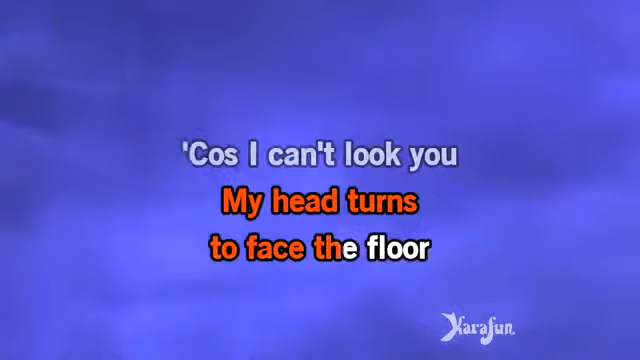 'Cos I can't look you
My head turns
to face the floor
Karafun